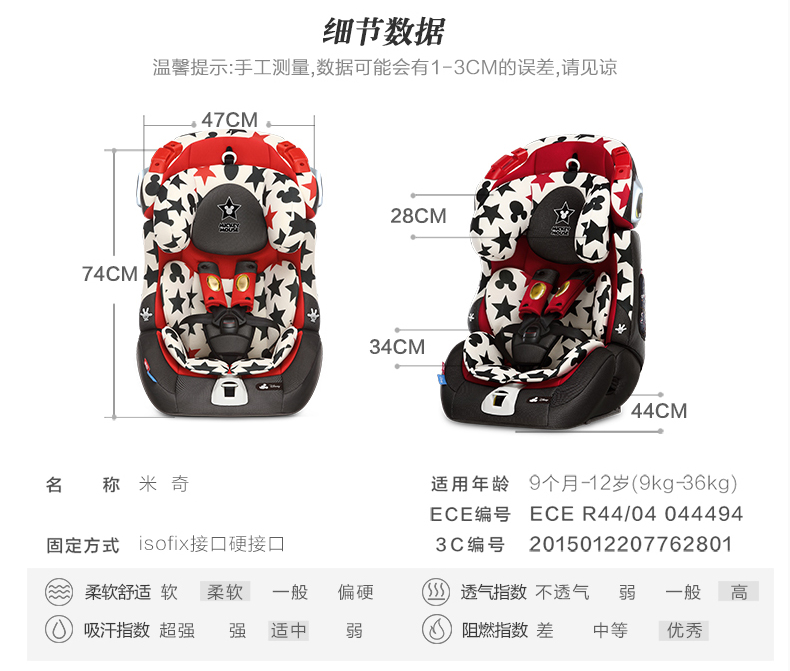 细节数据
温馨提示:手工测量,数据可能会有1-3CM的误差,请见谅
47CM
28CM
MICKEY
MOUSE
MICKEY
MOUSE
74CM
34CM
Disney
Disney
44CM
名 称 米 奇
适用年龄 9个月-12岁(9kg-36kg)
ECE编号 ECE R44/04 044494
固定方式 isofix接口硬接口
3C编号 2015012207762801
柔软舒适 软 柔软 一般 偏硬
透气指数 不透气 弱 一般 高
吸汗指数 超强 强 适中 弱
阻燃指数 差 中等 优秀